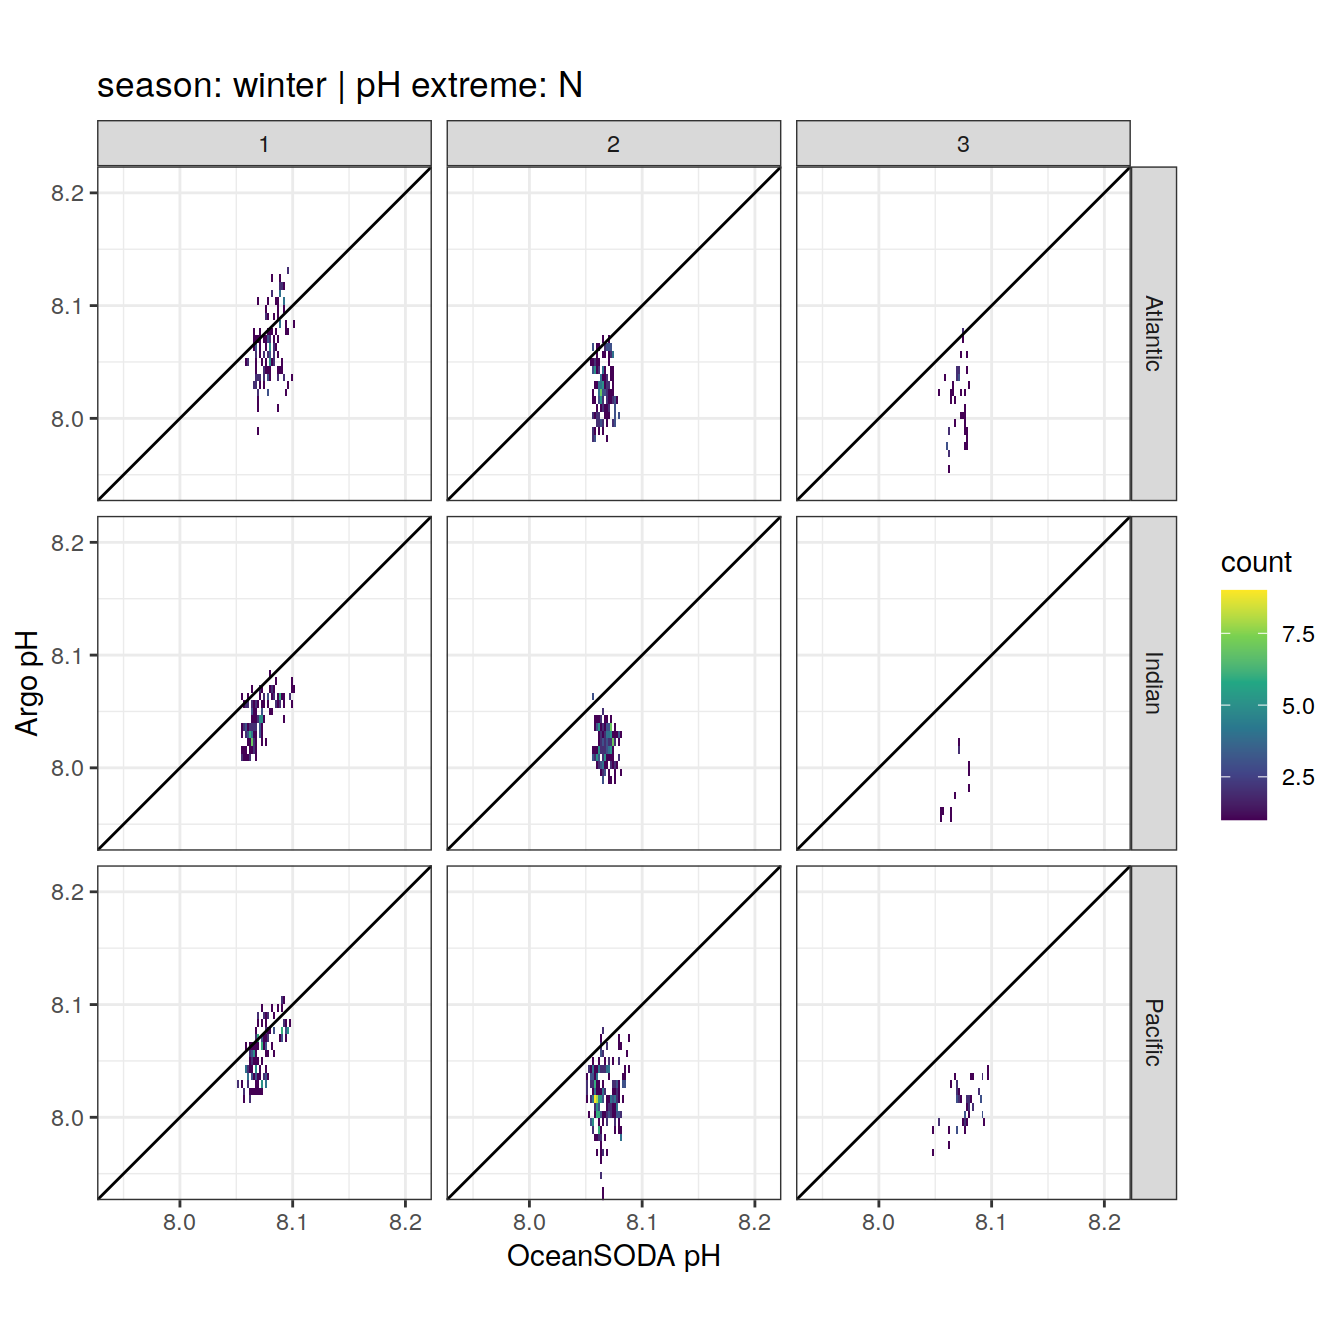 season: winter | pH extreme: N
1 2 3
8.2
8.1
8.0
Atlantic
8.2
8.1
8.0
Indian
8.2
8.1
8.0
Pacific
8.0 8.1 8.2 8.0 8.1 8.2 8.0 8.1 8.2
OceanSODA pH
Argo pH
count
7.5
5.0
2.5